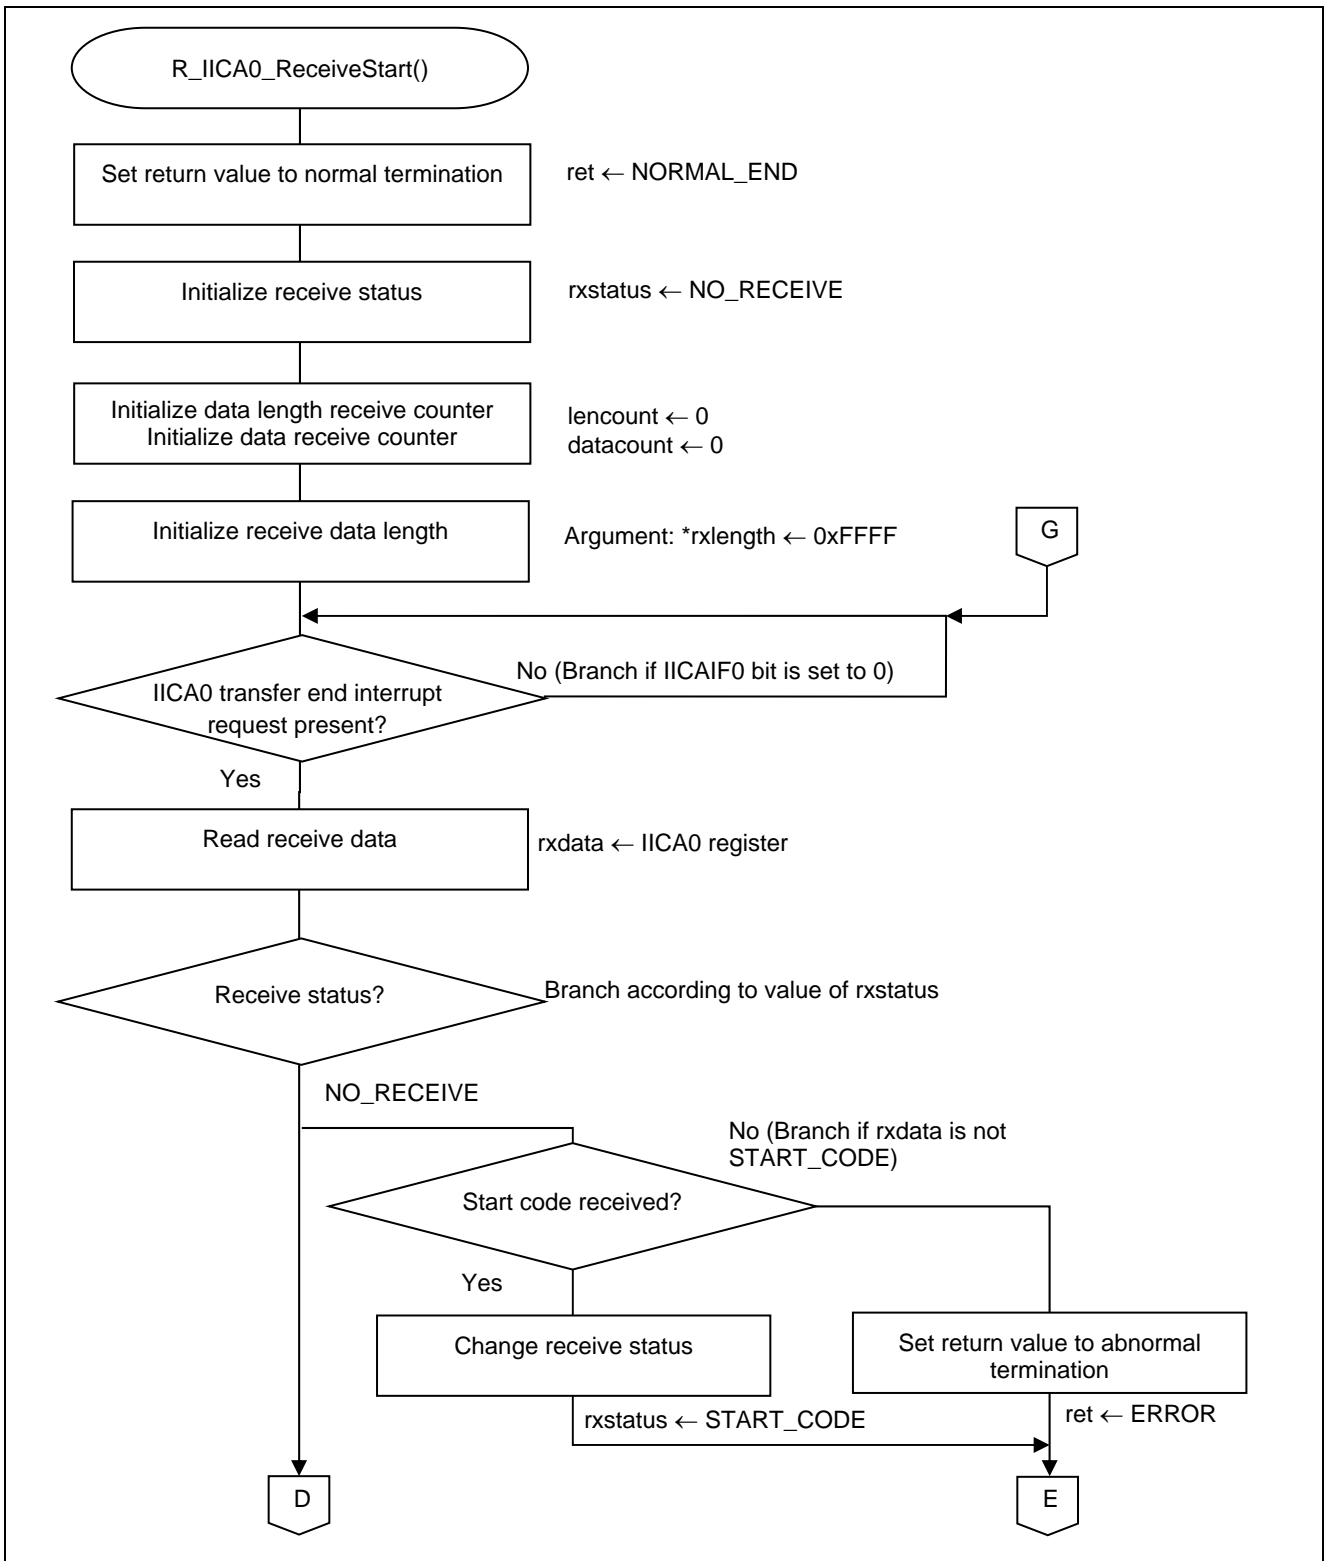 R_IICA0_ReceiveStart()
Set return value to normal termination
ret ← NORMAL_END
Initialize receive status
rxstatus ← NO_RECEIVE
Initialize data length receive counter
Initialize data receive counter
lencount ← 0
datacount ← 0
Initialize receive data length
Argument: *rxlength ← 0xFFFF
G
No (Branch if IICAIF0 bit is set to 0)
IICA0 transfer end interrupt
request present?
Yes
Read receive data
rxdata ← IICA0 register
Receive status?
Branch according to value of rxstatus
NO_RECEIVE
No (Branch if rxdata is not
START_CODE)
Start code received?
Yes
Change receive status
Set return value to abnormal
termination
rxstatus ← START_CODE
ret ← ERROR
D
E